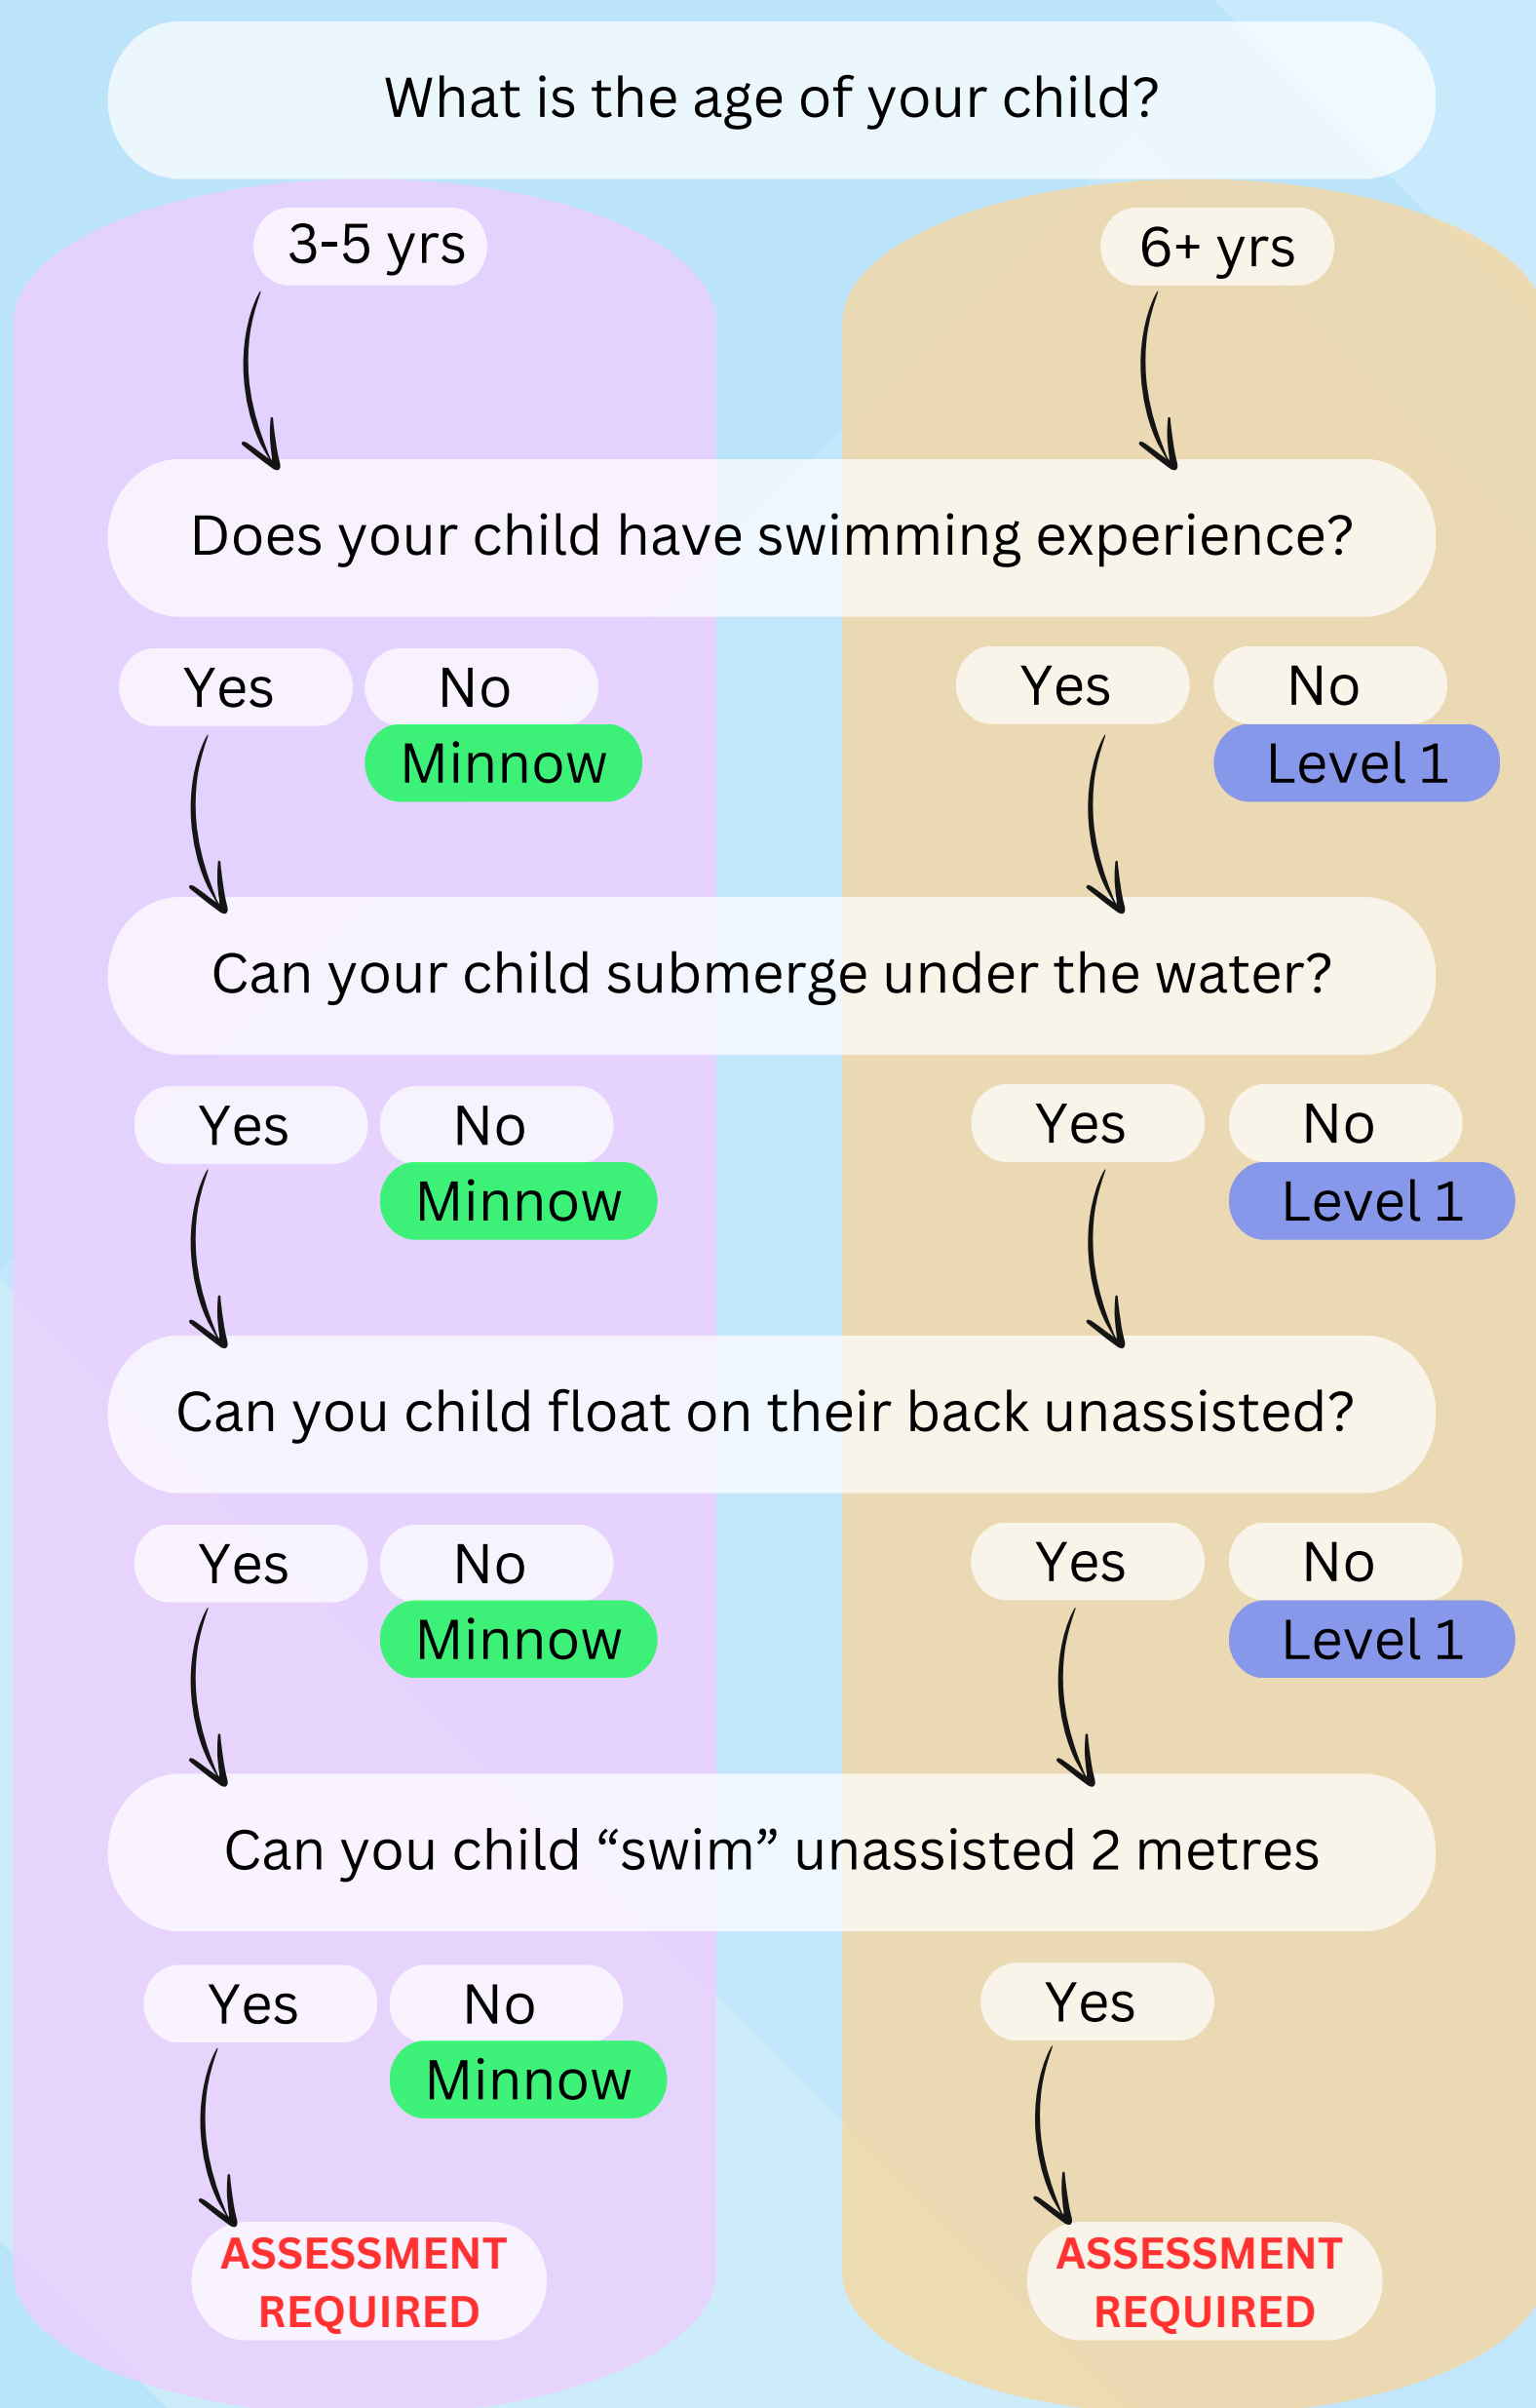 What is the age of your child?
3-5 yrs
6+ yrs
Does your child have swimming experience?
Yes
No
Minnow
Yes
No
Level 1
Can your child submerge under the water?
Yes
No
Minnow
Yes
No
Level 1
Can you child float on their back unassisted?
Yes
No
Minnow
Yes
No
Level 1
Can you child “swim” unassisted 2 metres
Yes
No
Minnow
Yes
ASSESSMENT
REQUIRED
ASSESSMENT
REQUIRED